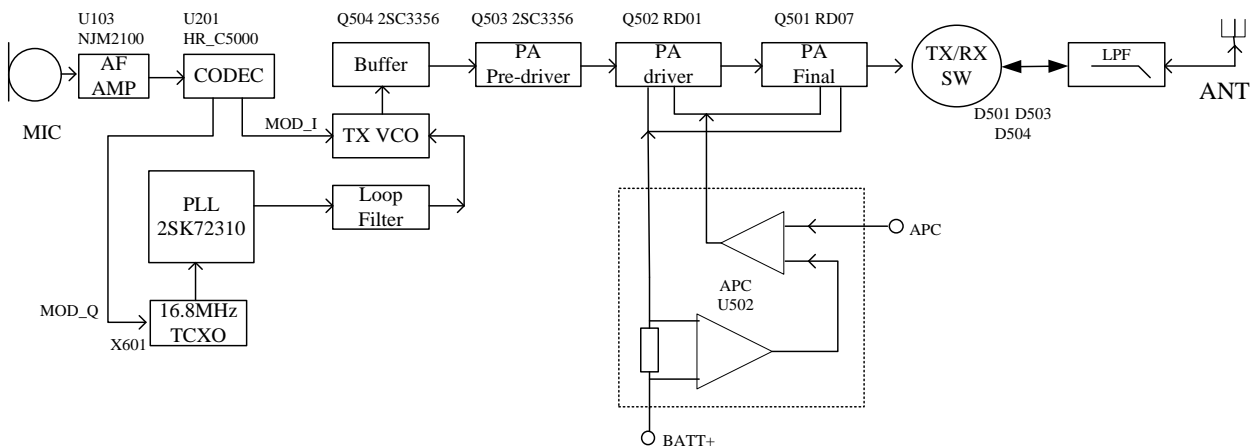 U103
NJM2100
AF
AMP
MIC
U201
HR_C5000
CODEC
Q504 2SC3356
Buffer
Q503 2SC3356
PA
Pre-driver
Q502 RD01
PA
driver
Q501 RD07
PA
Final
TX/RX
SW
D501 D503
D504
LPF
ANT
MOD_I
TX VCO
PLL
2SK72310
Loop
Filter
MOD_Q
16.8MHz
TCXO
X601
APC
APC
U502
BATT+